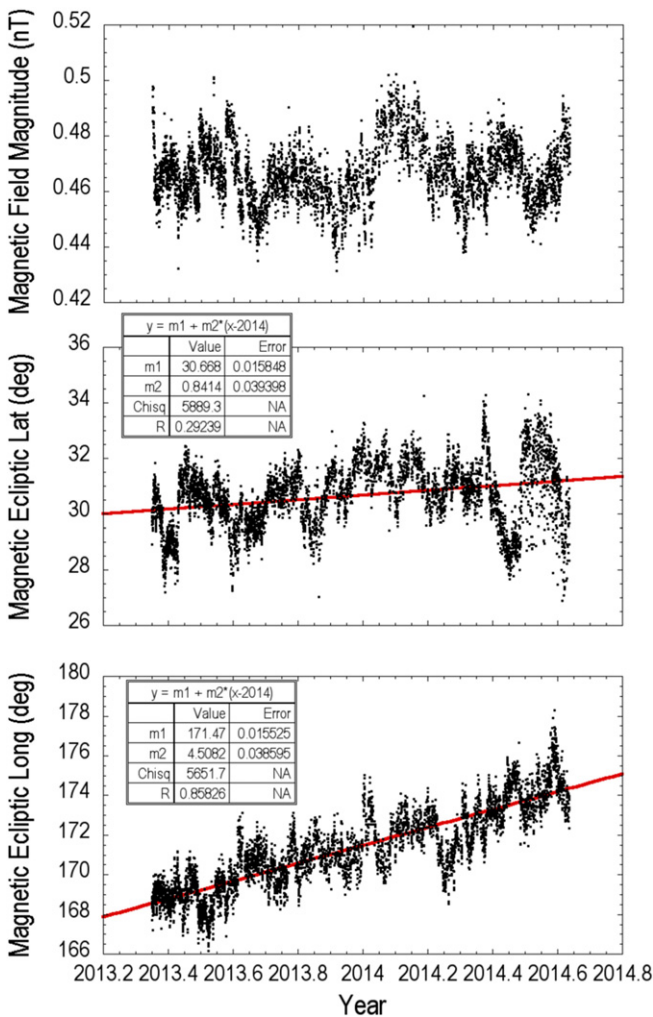 0.52
0.5
0.48
0.46
0.44
0.42
Magnetic Field Magnitude (nT)
y = m1 + m2*(x-2014)
Value Error
m1 30.668 0.015848
m2 0.8414 0.039398
Chisq 5889.3 NA
R 0.29239 NA
36
34
32
30
28
26
Magnetic Ecliptic Lat (deg)
y = m1 + m2*(x-2014)
Value Error
m1 171.47 0.015525
m2 4.5082 0.038595
Chisq 5651.7 NA
R 0.85826 NA
180
178
176
174
172
170
168
166
Magnetic Ecliptic Long (deg)
2013.2 2013.4 2013.6 2013.8 2014 2014.2 2014.4 2014.6 2014.8
Year